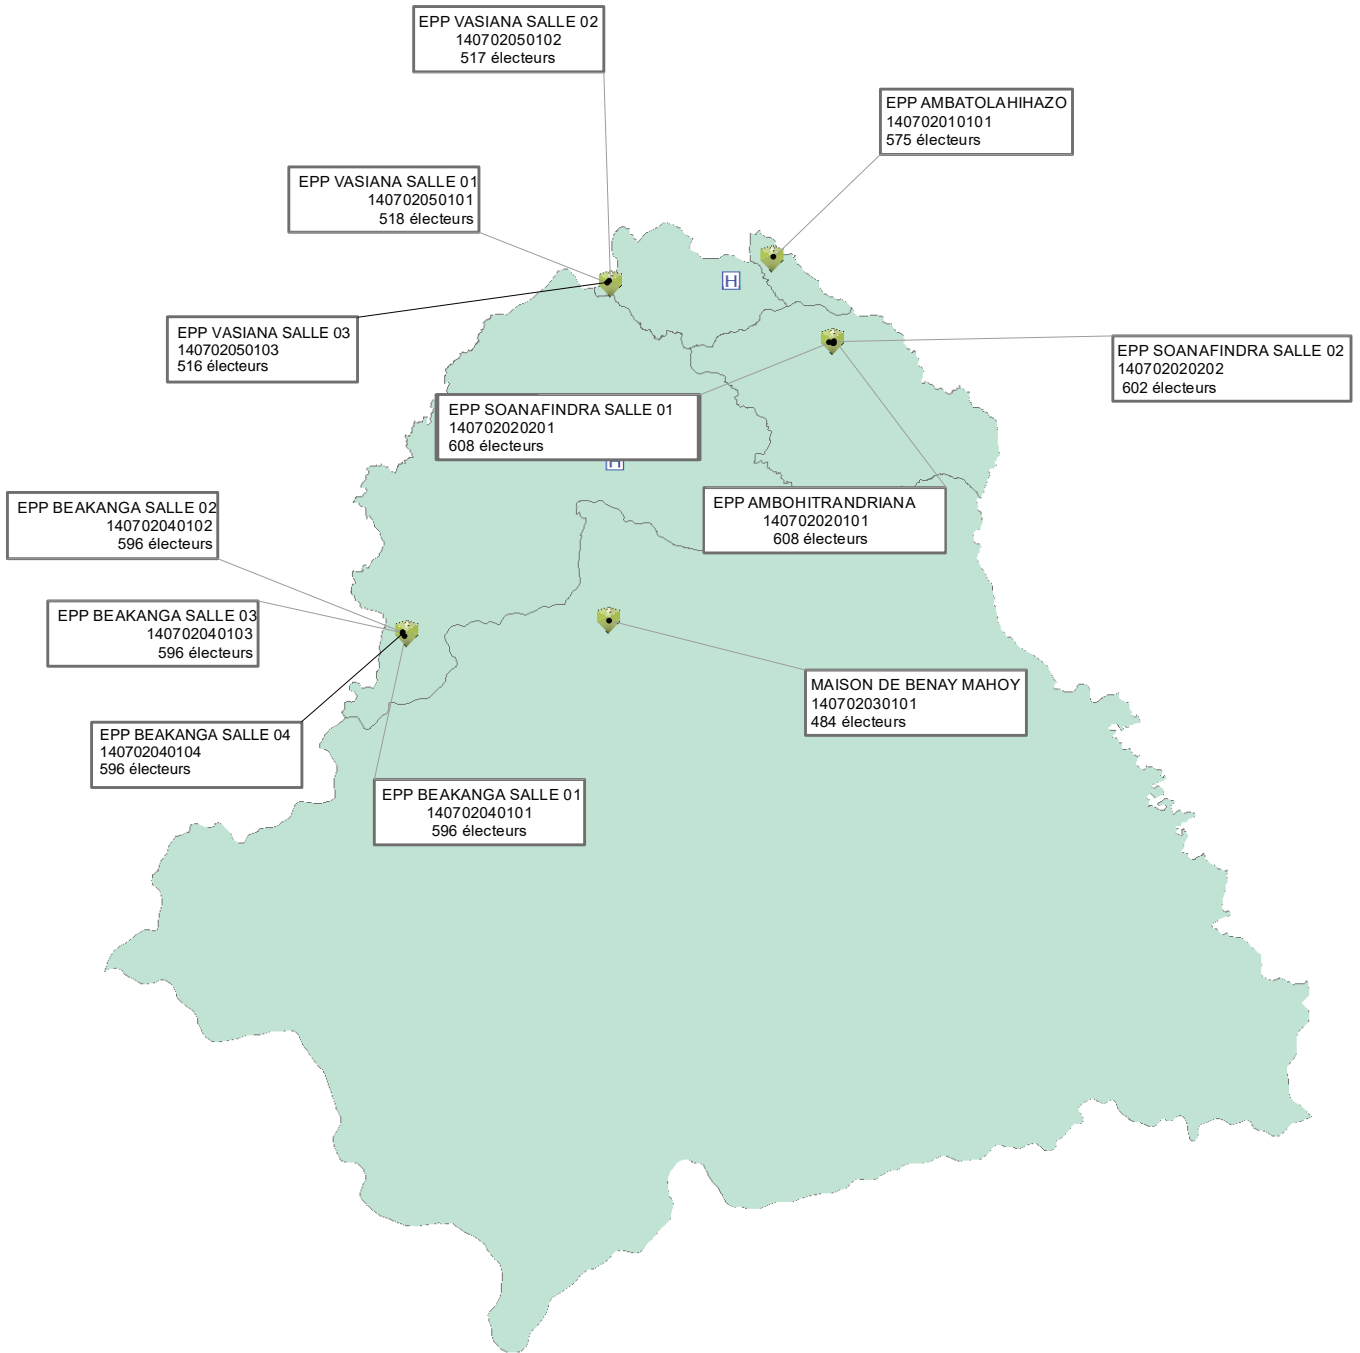 EPP VASIANA SALLE 02
140702050102
517 électeurs
EPP AMBATOLAHIHAZO
140702010101
575 électeurs
EPP VASIANA SALLE 01
140702050101
518 électeurs
H
EPP VASIANA SALLE 03
140702050103
516 électeurs
EPP SOANAFINDRA SALLE 02
140702020202
602 électeurs
EPP SOANAFINDRA SALLE 01
140702020201
608 électeurs
H
EPP AMBOHITRANDRIANA
140702020101
608 électeurs
EPP BEAKANGA SALLE 02
140702040102
596 électeurs
EPP BEAKANGA SALLE 03
140702040103
596 électeurs
MAISON DE BENAY MAHOY
140702030101
484 électeurs
EPP BEAKANGA SALLE 04
140702040104
596 électeurs
EPP BEAKANGA SALLE 01
140702040101
596 électeurs